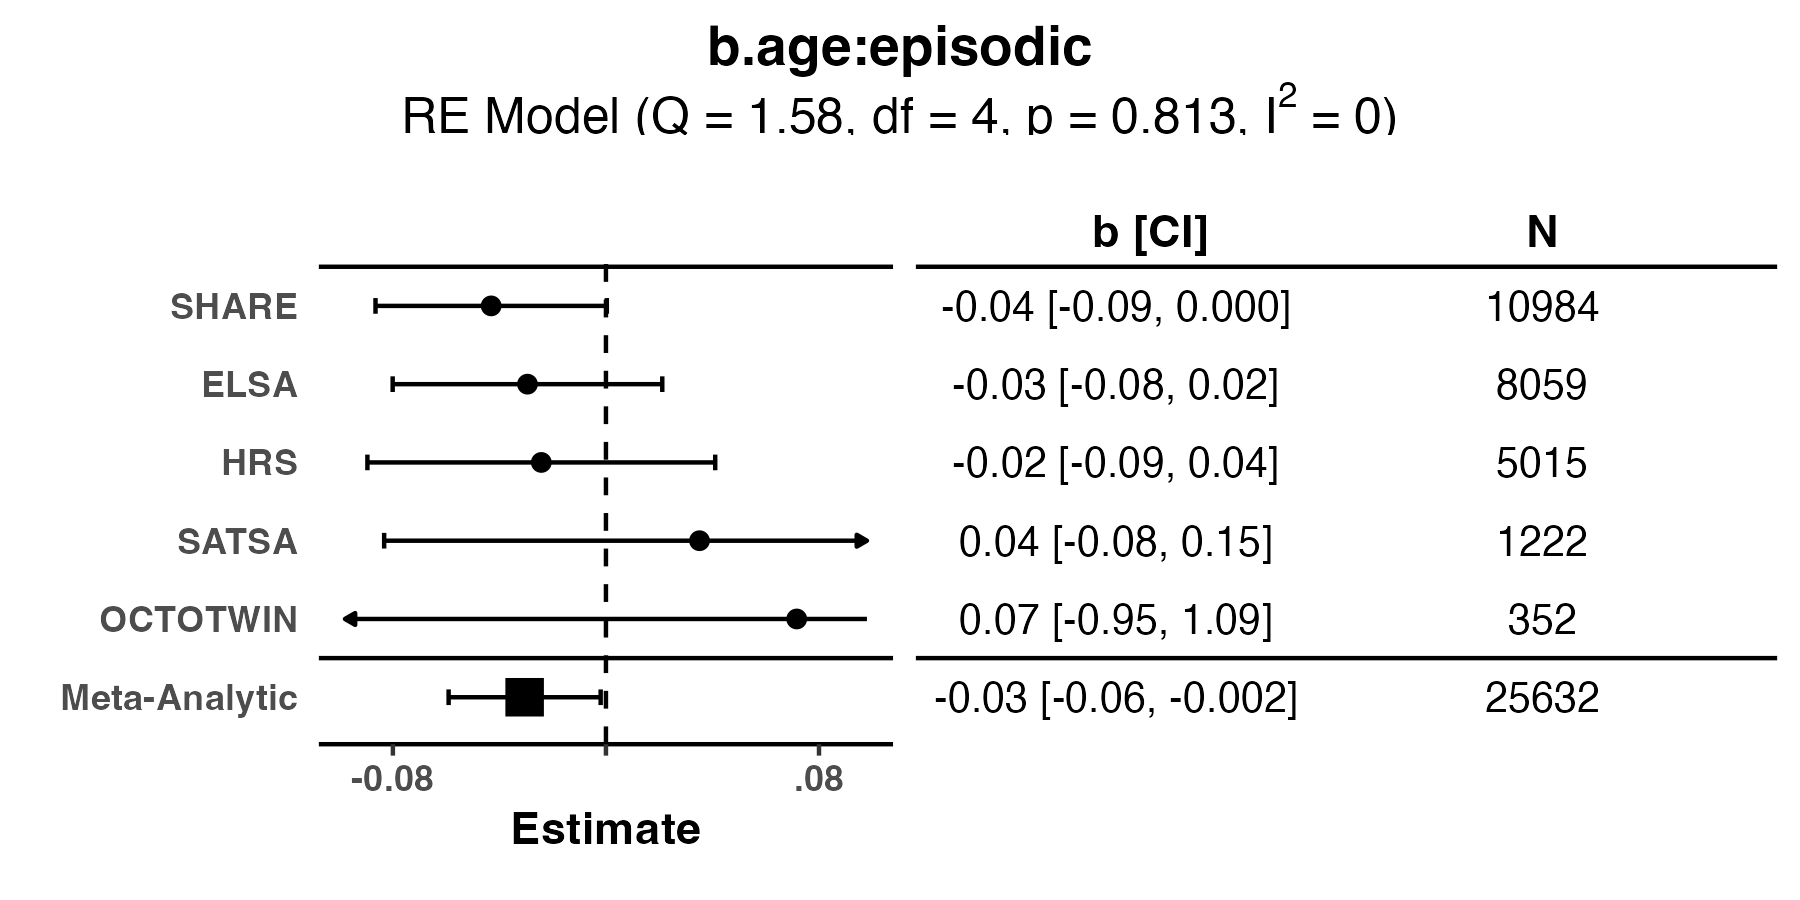 b.age:episodic
RE Model (Q = 1.58, df = 4, p = 0.813, I² = 0)
b [CI] N
SHARE -0.04 [-0.09, 0.000] 10984
ELSA -0.03 [-0.08, 0.02] 8059
HRS -0.02 [-0.09, 0.04] 5015
SATSA 0.04 [-0.08, 0.15] 1222
OCTOTWIN 0.07 [-0.95, 1.09] 352
Meta-Analytic -0.03 [-0.06, -0.002] 25632
-0.08 .08
Estimate